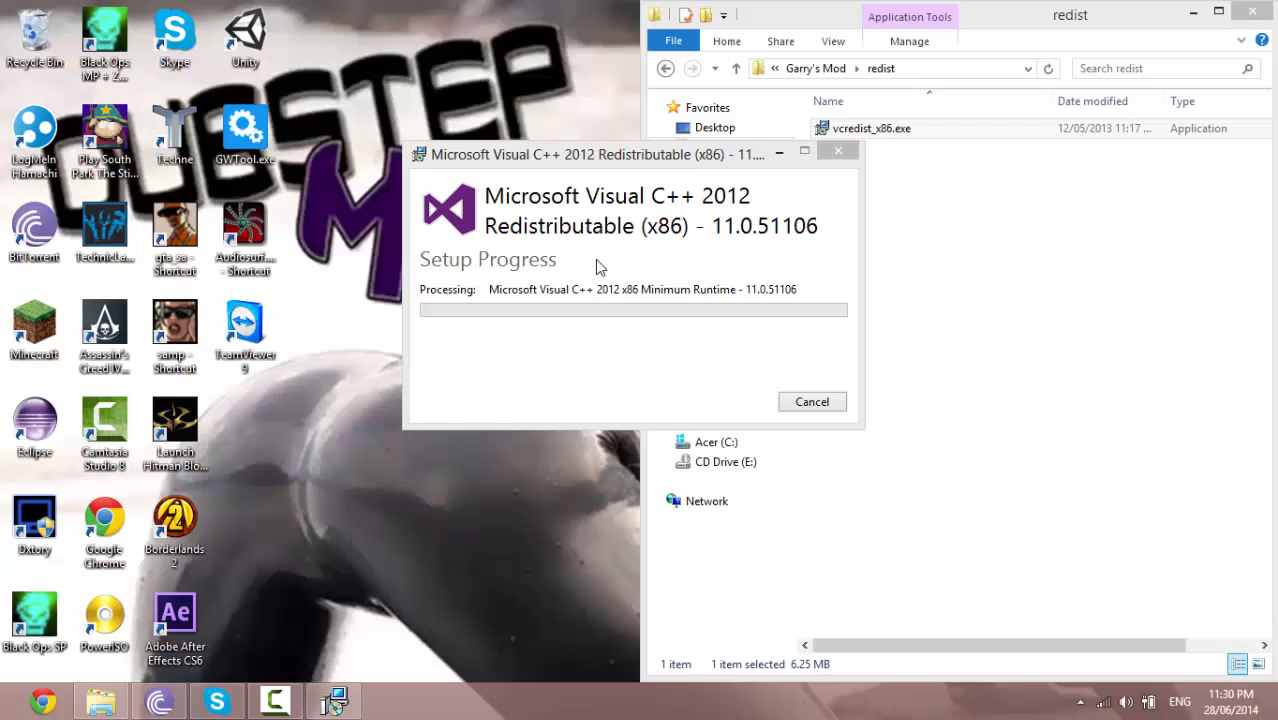 DUBSTEP
Recycle Bin
Black Ops
MP + Z...
Skype
Unity
LogMeIn
Hamachi
Play South
Park The Sti...
Techne
GWTool.exe
BitTorrent
TechnicLa...
gta_sa -
Shortcut
Audiosurf...
- Shortcut
Minecraft
Assassin's
Creed IV...
samp -
Shortcut
TeamViewer
9
Eclipse
Camtasia
Studio 8
Launch
Hitman Blo...
Dxtory
Google
Chrome
Borderlands
2
Black Ops SP
PowerISO
Ae
Adobe After
Effects CS6
Application Tools
redist
File
Home
Share
View
Manage
« Garry's Mod ▸ redist
Search redist
Favorites
Desktop
Name
Date modified
Type
vcredist_x86.exe
12/05/2013 11:17 ...
Application
Microsoft Visual C++ 2012 Redistributable (x86) - 11....
Microsoft Visual C++ 2012
Redistributable (x86) - 11.0.51106
Setup Progress
Processing: Microsoft Visual C++ 2012 x86 Minimum Runtime - 11.0.51106
Cancel
Acer (C:)
CD Drive (E:)
Network
1 item
1 item selected 6.25 MB
ENG
11:30 PM
28/06/2014